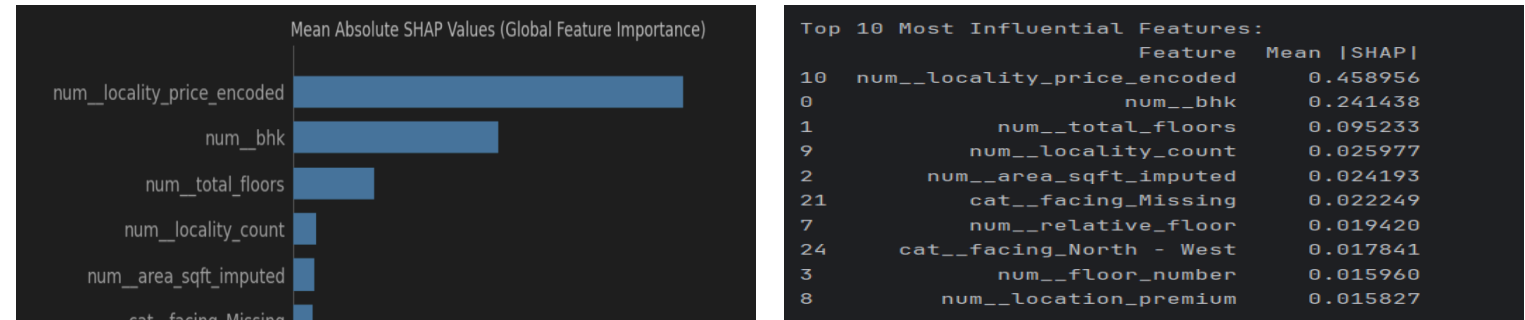 Mean Absolute SHAP Values (Global Feature Importance)
num__locality_price_encoded
num__bhk
num__total_floors
num__locality_count
num__area_sqft_imputed
cat__facing_Missing
Top 10 Most Influential Features:
Feature Mean |SHAP|
10 num__locality_price_encoded 0.458956
0 num__bhk 0.241438
1 num__total_floors 0.095233
9 num__locality_count 0.025977
2 num__area_sqft_imputed 0.024193
21 cat__facing_Missing 0.022249
7 num__relative_floor 0.019420
24 cat__facing_North - West 0.017841
3 num__floor_number 0.015960
8 num__location_premium 0.015827